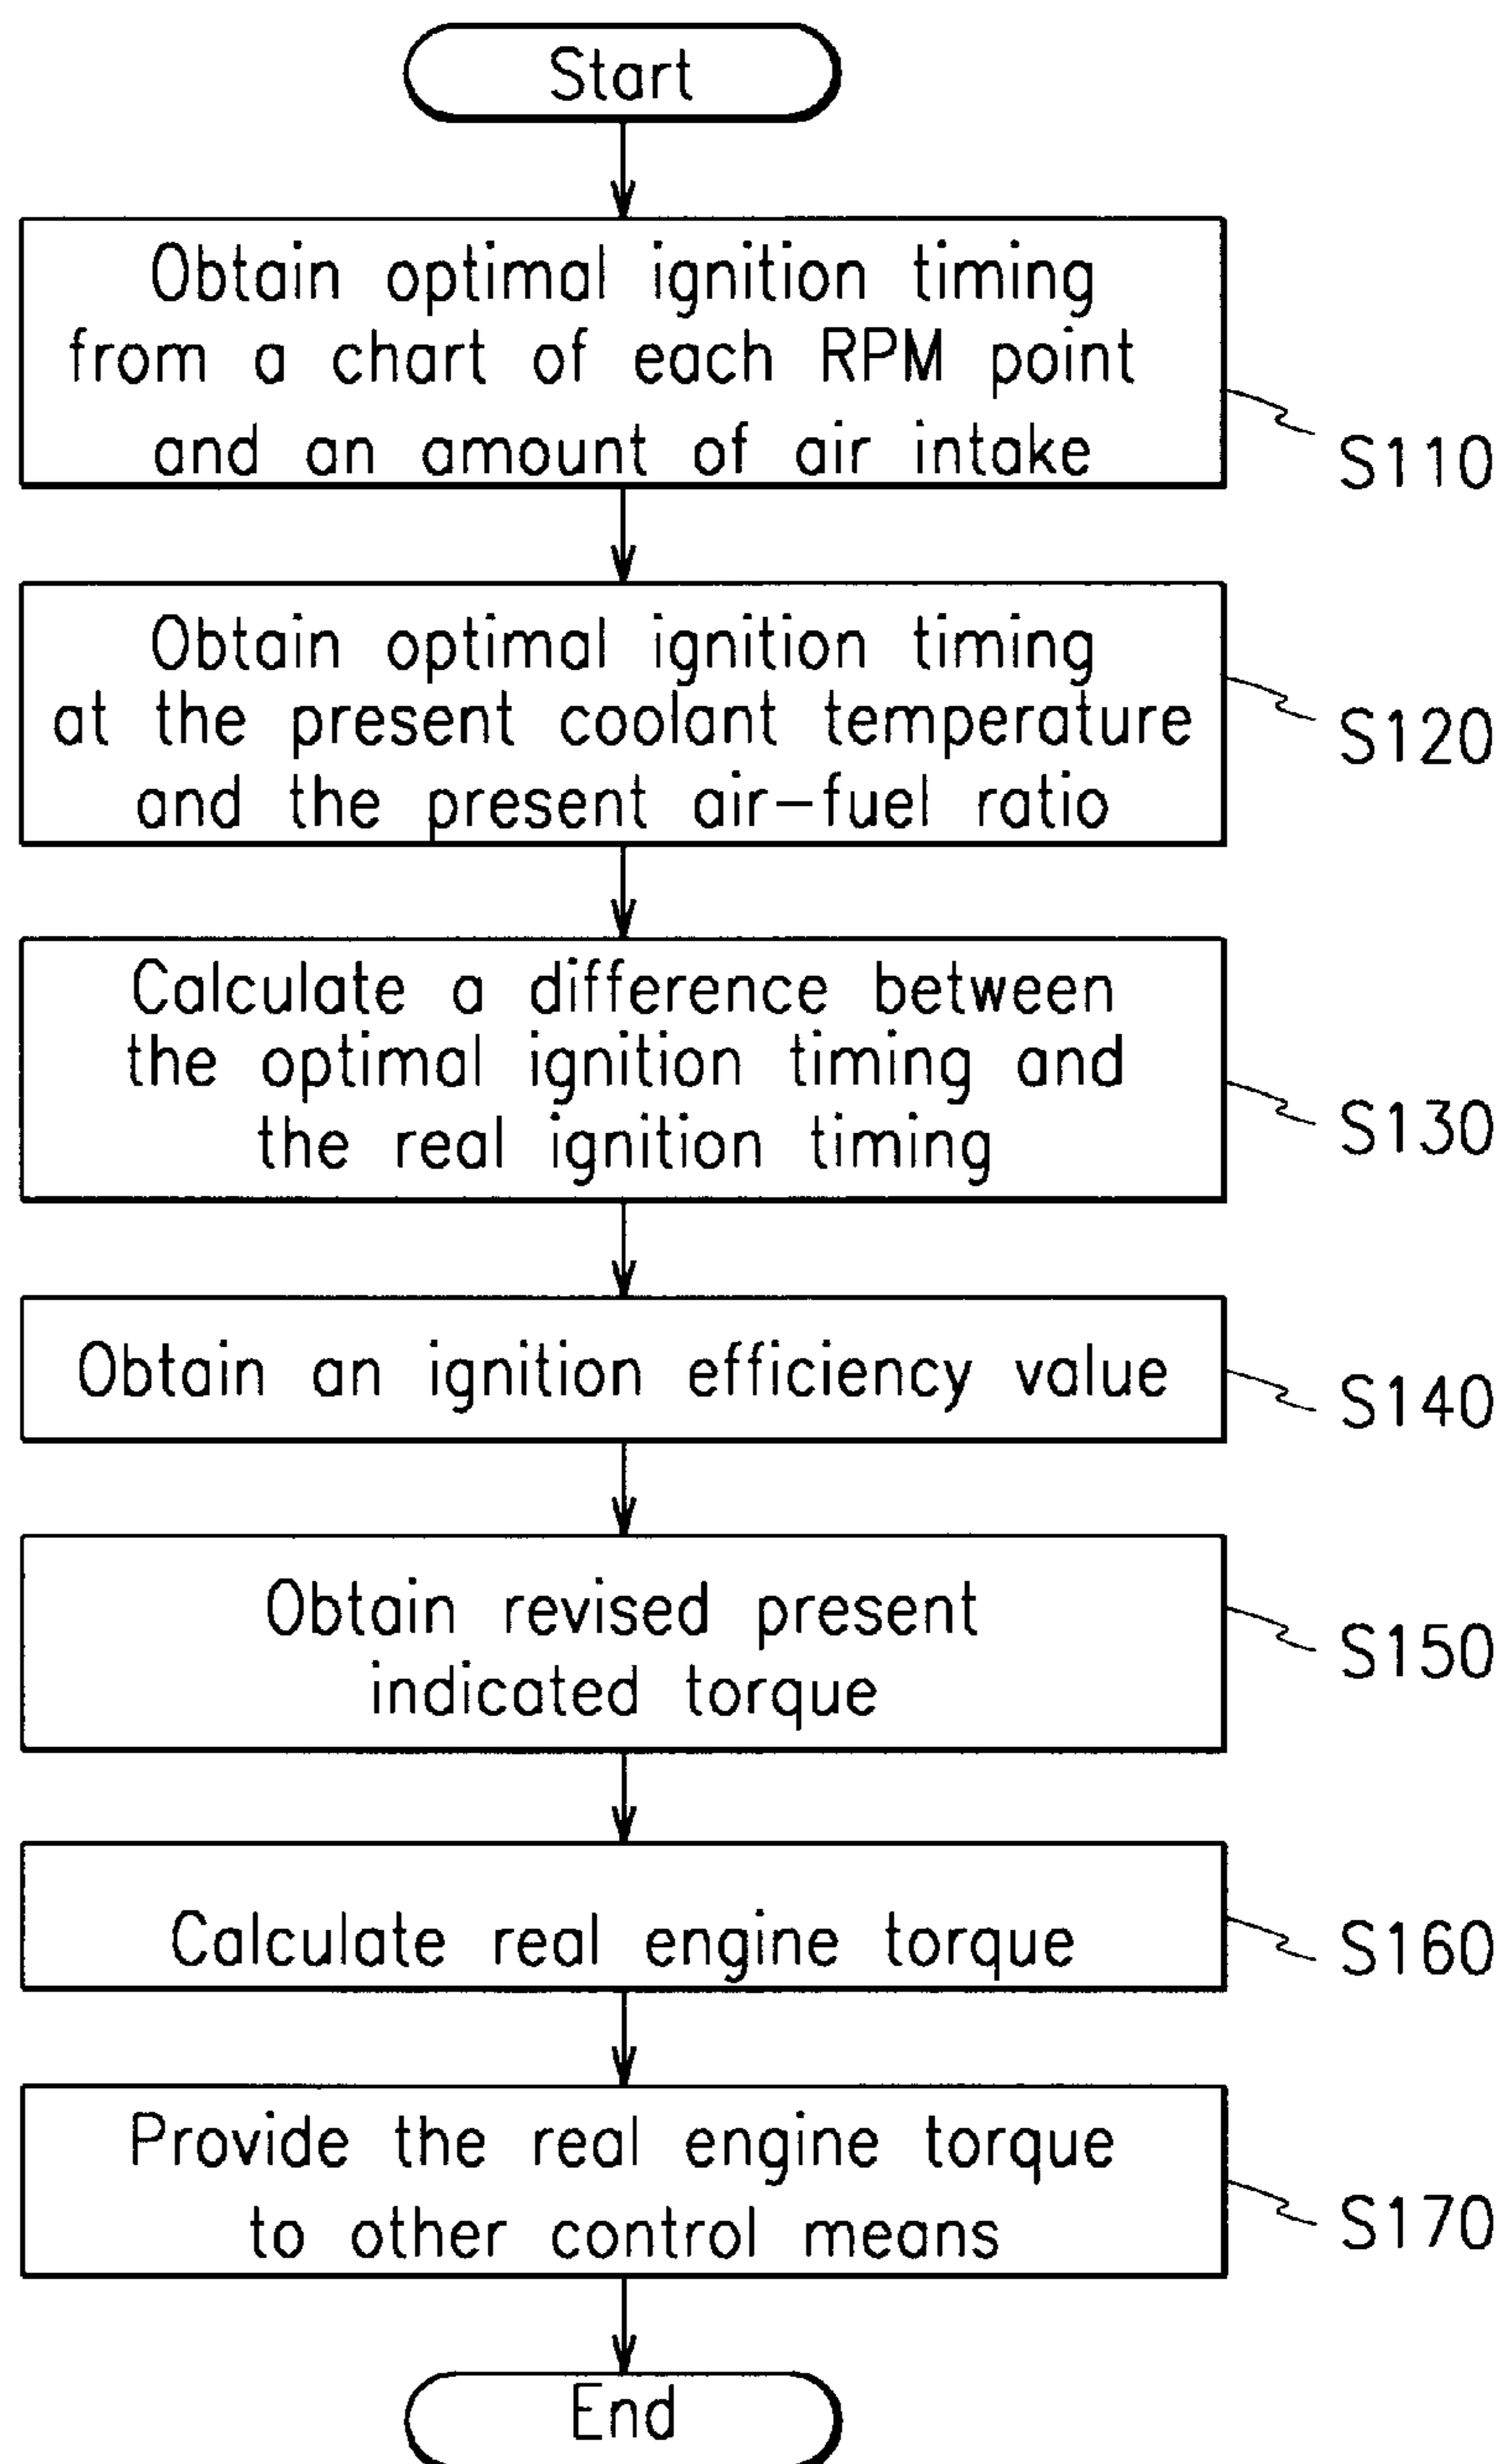 Start
Obtain optimal ignition timing
from a chart of each RPM point
and an amount of air intake
S110
Obtain optimal ignition timing
at the present coolant temperature
and the present air-fuel ratio
S120
Calculate a difference between
the optimal ignition timing and
the real ignition timing
S130
Obtain an ignition efficiency value
S140
Obtain revised present
indicated torque
S150
Calculate real engine torque
S160
Provide the real engine torque
to other control means
S170
End